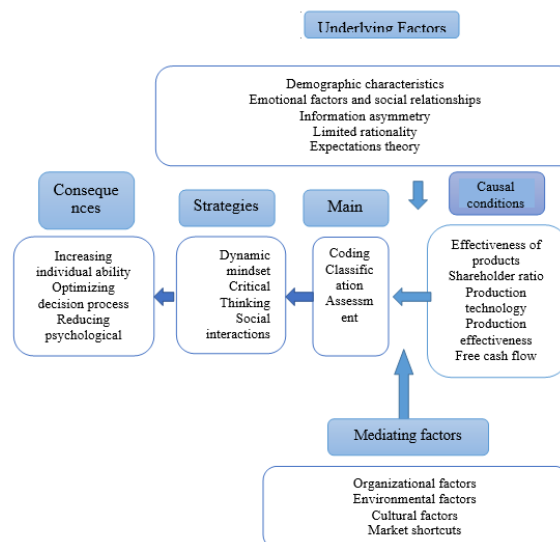 Underlying Factors
Demographic characteristics
Emotional factors and social relationships
Information asymmetry
Limited rationality
Expectations theory
Conseque
nces
Strategies
Main
Causal
conditions
Increasing
individual ability
Optimizing
decision process
Reducing
psychological
Dynamic
mindset
Critical
Thinking
Social
interactions
Coding
Classific
ation
Assessm
ent
Effectiveness of
products
Shareholder ratio
Production
technology
Production
effectiveness
Free cash flow
Mediating factors
Organizational factors
Environmental factors
Cultural factors
Market shortcuts